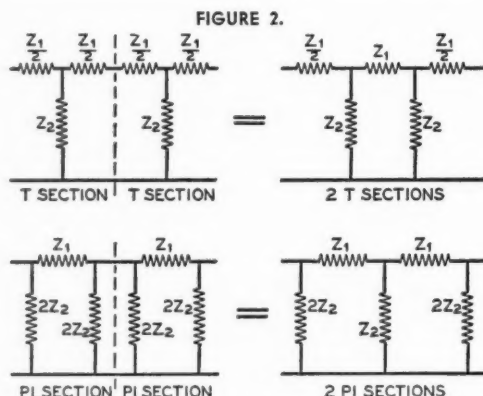 FIGURE 2.
Z1/2 Z1/2 Z1/2 Z1/2
Z2 Z2
T SECTION T SECTION
=
Z1/2 Z1 Z1/2
Z2 Z2
2 T SECTIONS
Z1 Z1
2Z2 2Z2 2Z2 2Z2
PI SECTION PI SECTION
=
Z1 Z1
2Z2 Z2 2Z2
2 PI SECTIONS